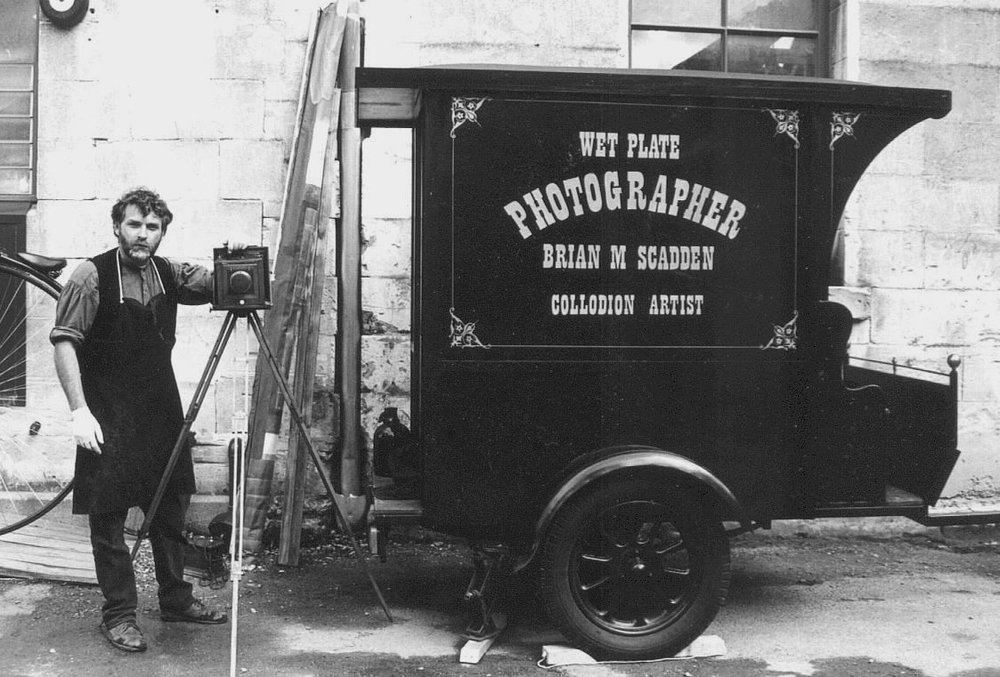 WET PLATE
PHOTOGRAPHER
BRIAN M SCADDEN
COLLODION ARTIST